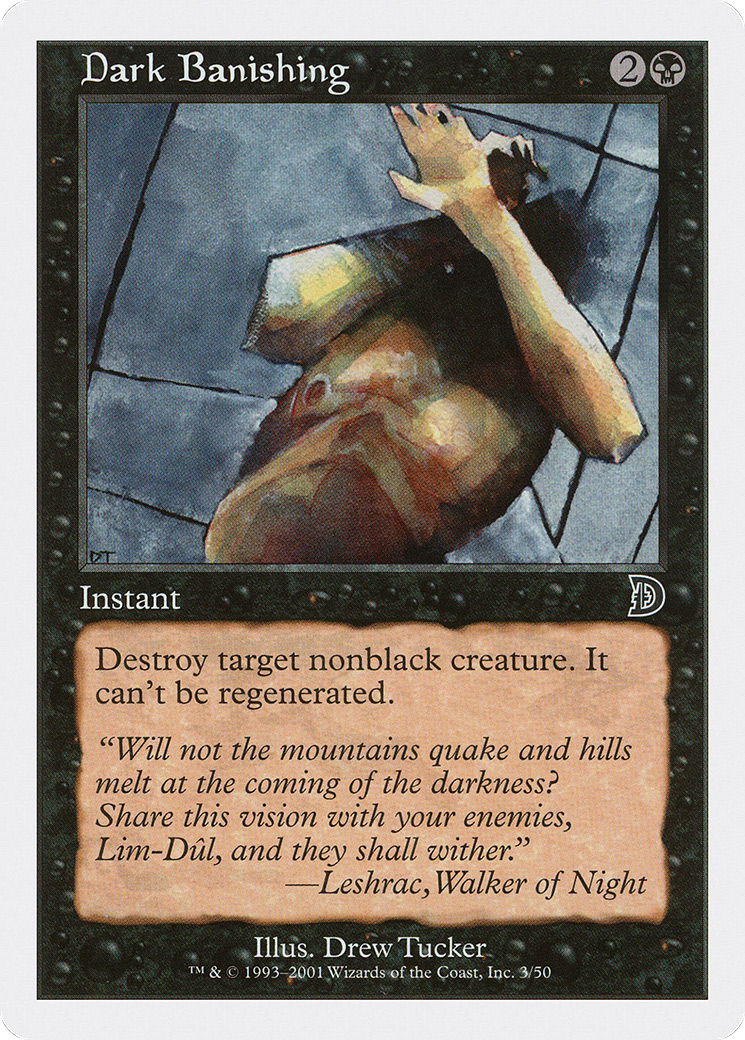 Dark Banishing
2
DT
Instant
D
Destroy target nonblack creature. It
can't be regenerated.
“Will not the mountains quake and hills
melt at the coming of the darkness?
Share this vision with your enemies,
Lim-Dûl, and they shall wither.”
—Leshrac, Walker of Night
Illus. Drew Tucker
™ & © 1993–2001 Wizards of the Coast, Inc. 3/50